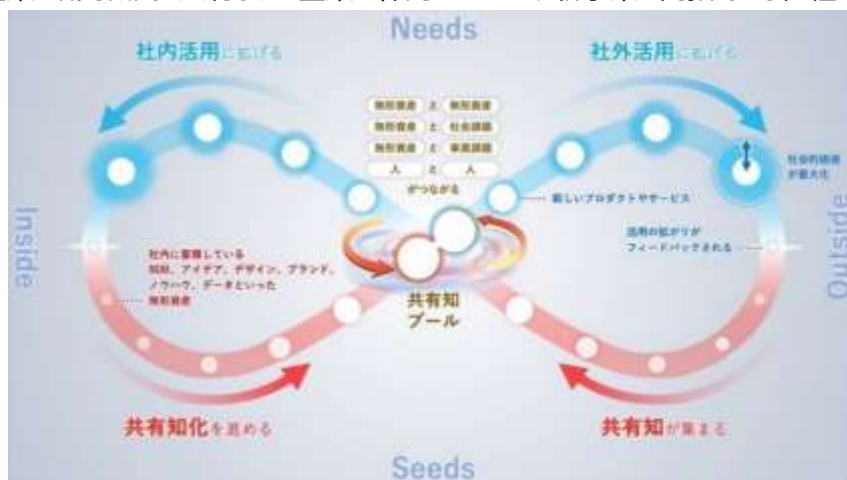 Needs
社内活用に拡げる
社外活用に拡げる
無形資産 と 無形資産
無形資産 と 社会課題
無形資産 と 事業課題
人 と 人
がつながる
社会的価値
が最大化
新しいプロダクトやサービス
活用の拡がりが
フィードバックされる
Inside
Outside
社内に蓄積している
知財、アイデア、デザイン、ブランド、
ノウハウ、データといった
無形資産
共有知
プール
共有知化を進める
共有知が集まる
Seeds